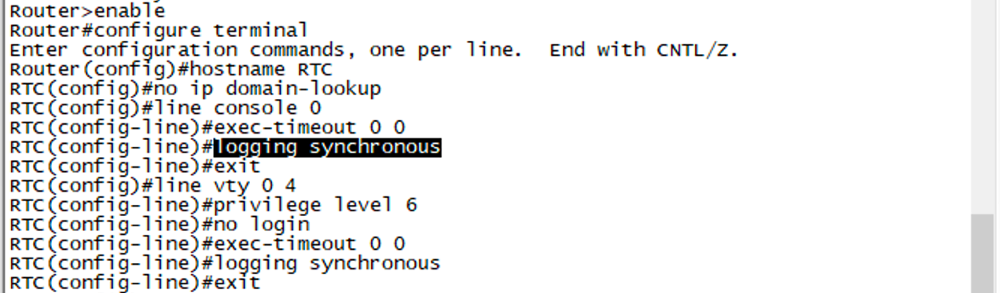 Router>enable
Router#configure terminal
Enter configuration commands, one per line.  End with CNTL/Z.
Router(config)#hostname RTC
RTC(config)#no ip domain-lookup
RTC(config)#line console 0
RTC(config-line)#exec-timeout 0 0
RTC(config-line)#logging synchronous
RTC(config-line)#exit
RTC(config)#line vty 0 4
RTC(config-line)#privilege level 6
RTC(config-line)#no login
RTC(config-line)#exec-timeout 0 0
RTC(config-line)#logging synchronous
RTC(config-line)#exit